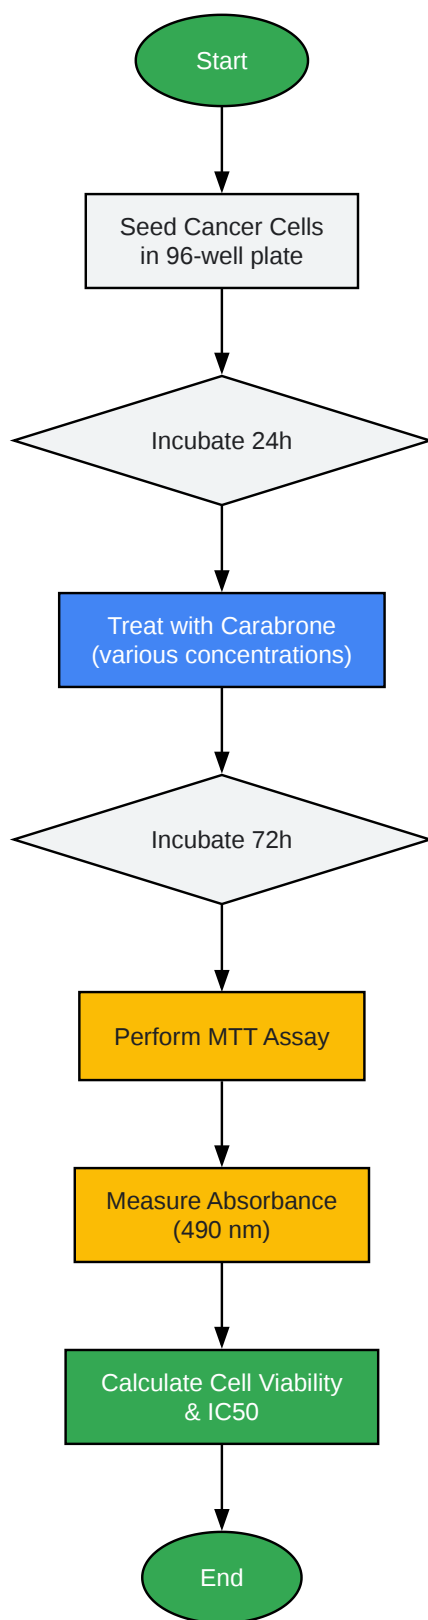 Start
Seed Cancer Cells
in 96-well plate
Incubate 24h
Treat with Carabrone
(various concentrations)
Incubate 72h
Perform MTT Assay
Measure Absorbance
(490 nm)
Calculate Cell Viability
& IC50
End